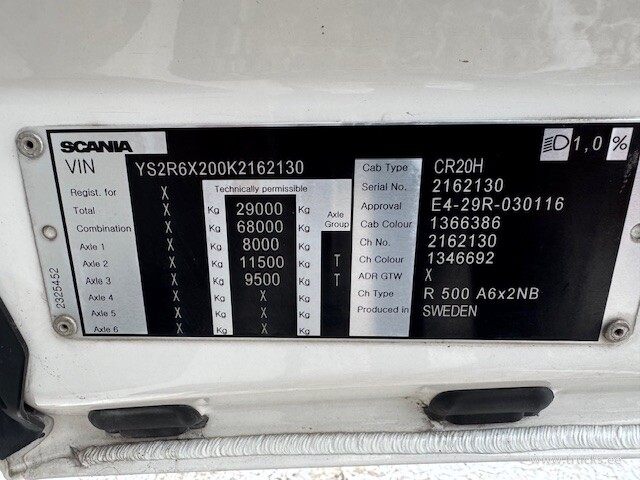 SCANIA
VIN YS2R6X200K2162130
Regist. for X Technically permissible
Total X Kg 29000 Kg Axle Group
Combination X Kg 68000 Kg
Axle 1 X Kg 8000 Kg
Axle 2 X Kg 11500 Kg T
Axle 3 X Kg 9500 Kg T
Axle 4 X Kg X Kg
Axle 5 X Kg X Kg
Axle 6 X Kg X Kg
2325452
1,0 %
Cab Type CR20H
Serial No. 2162130
Approval E4-29R-030116
Cab Colour 1366386
Ch No. 2162130
Ch Colour 1346692
ADR GTW X
Ch Type R 500 A6x2NB
Produced in SWEDEN